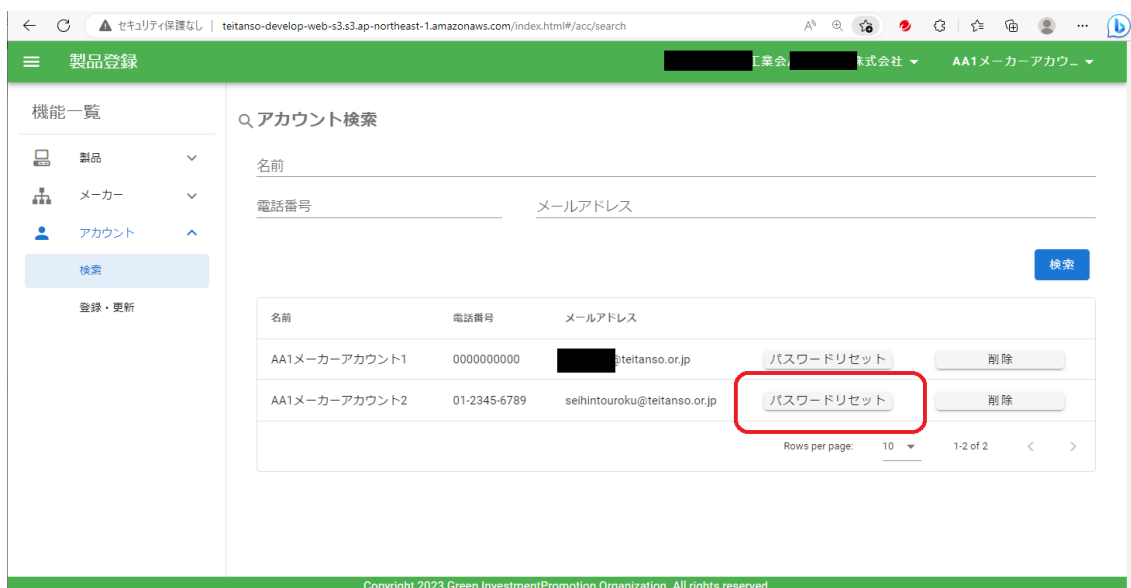 セキュリティ保護なし | teitanso-develop-web-s3.s3.ap-northeast-1.amazonaws.com/index.html#/acc/search
製品登録 工業会 株式会社 AA1メーカーアカウ...
機能一覧
製品
メーカー
アカウント
検索
登録・更新
アカウント検索
名前
電話番号 メールアドレス
検索
名前 電話番号 メールアドレス
AA1メーカーアカウント1 0000000000 @teitanso.or.jp パスワードリセット 削除
AA1メーカーアカウント2 01-2345-6789 seihintouroku@teitanso.or.jp パスワードリセット 削除
Rows per page: 10 1-2 of 2
Copyright 2023 Green InvestmentPromotion Organization. All rights reserved